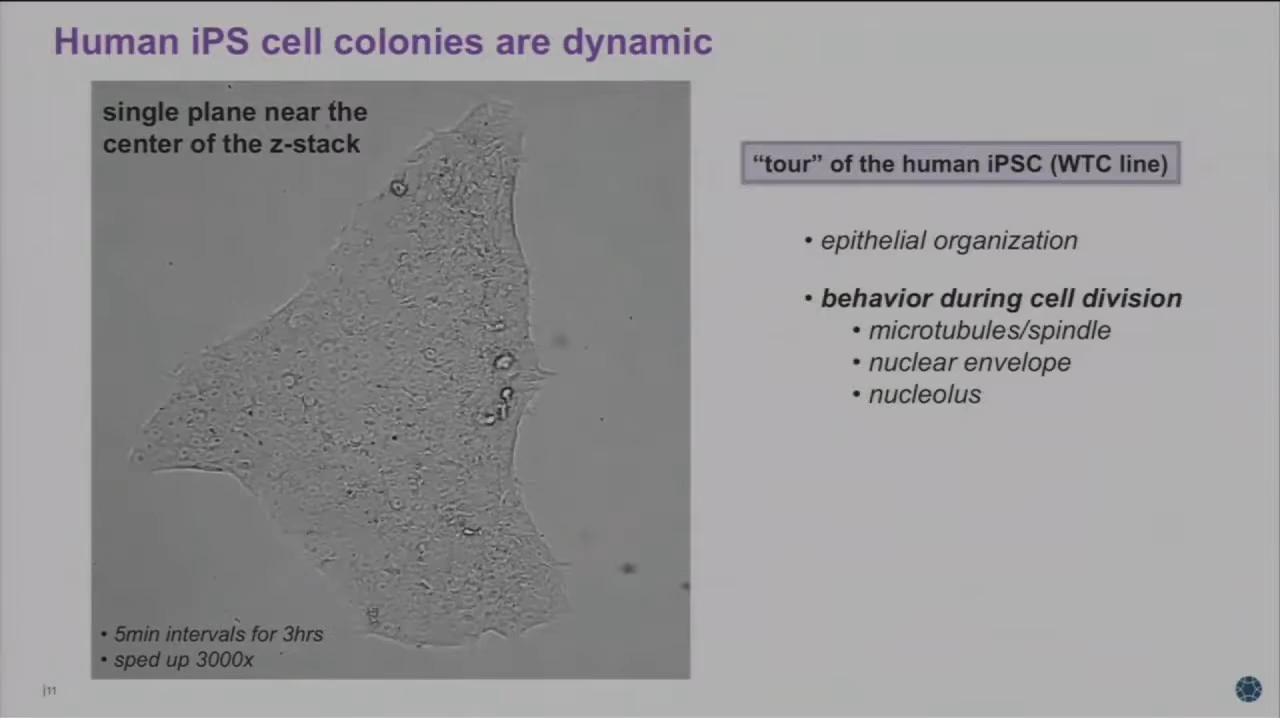 Human iPS cell colonies are dynamic
single plane near the
center of the z-stack
• 5min intervals for 3hrs
• sped up 3000x
“tour” of the human iPSC (WTC line)
• epithelial organization
• behavior during cell division
• microtubules/spindle
• nuclear envelope
• nucleolus
|11